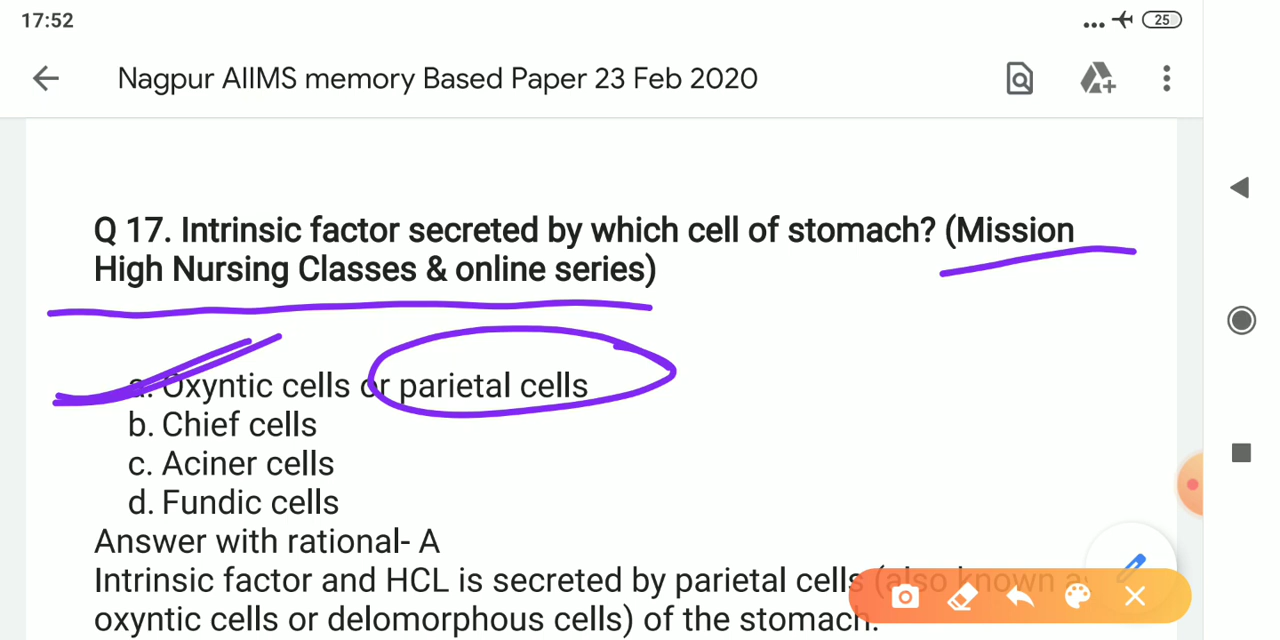 17:52
25
Nagpur AIIMS memory Based Paper 23 Feb 2020
Q 17. Intrinsic factor secreted by which cell of stomach? (Mission
High Nursing Classes & online series)
a. Oxyntic cells or parietal cells
b. Chief cells
c. Aciner cells
d. Fundic cells
Answer with rational- A
Intrinsic factor and HCL is secreted by parietal cells (also known as
oxyntic cells or delomorphous cells) of the stomach.